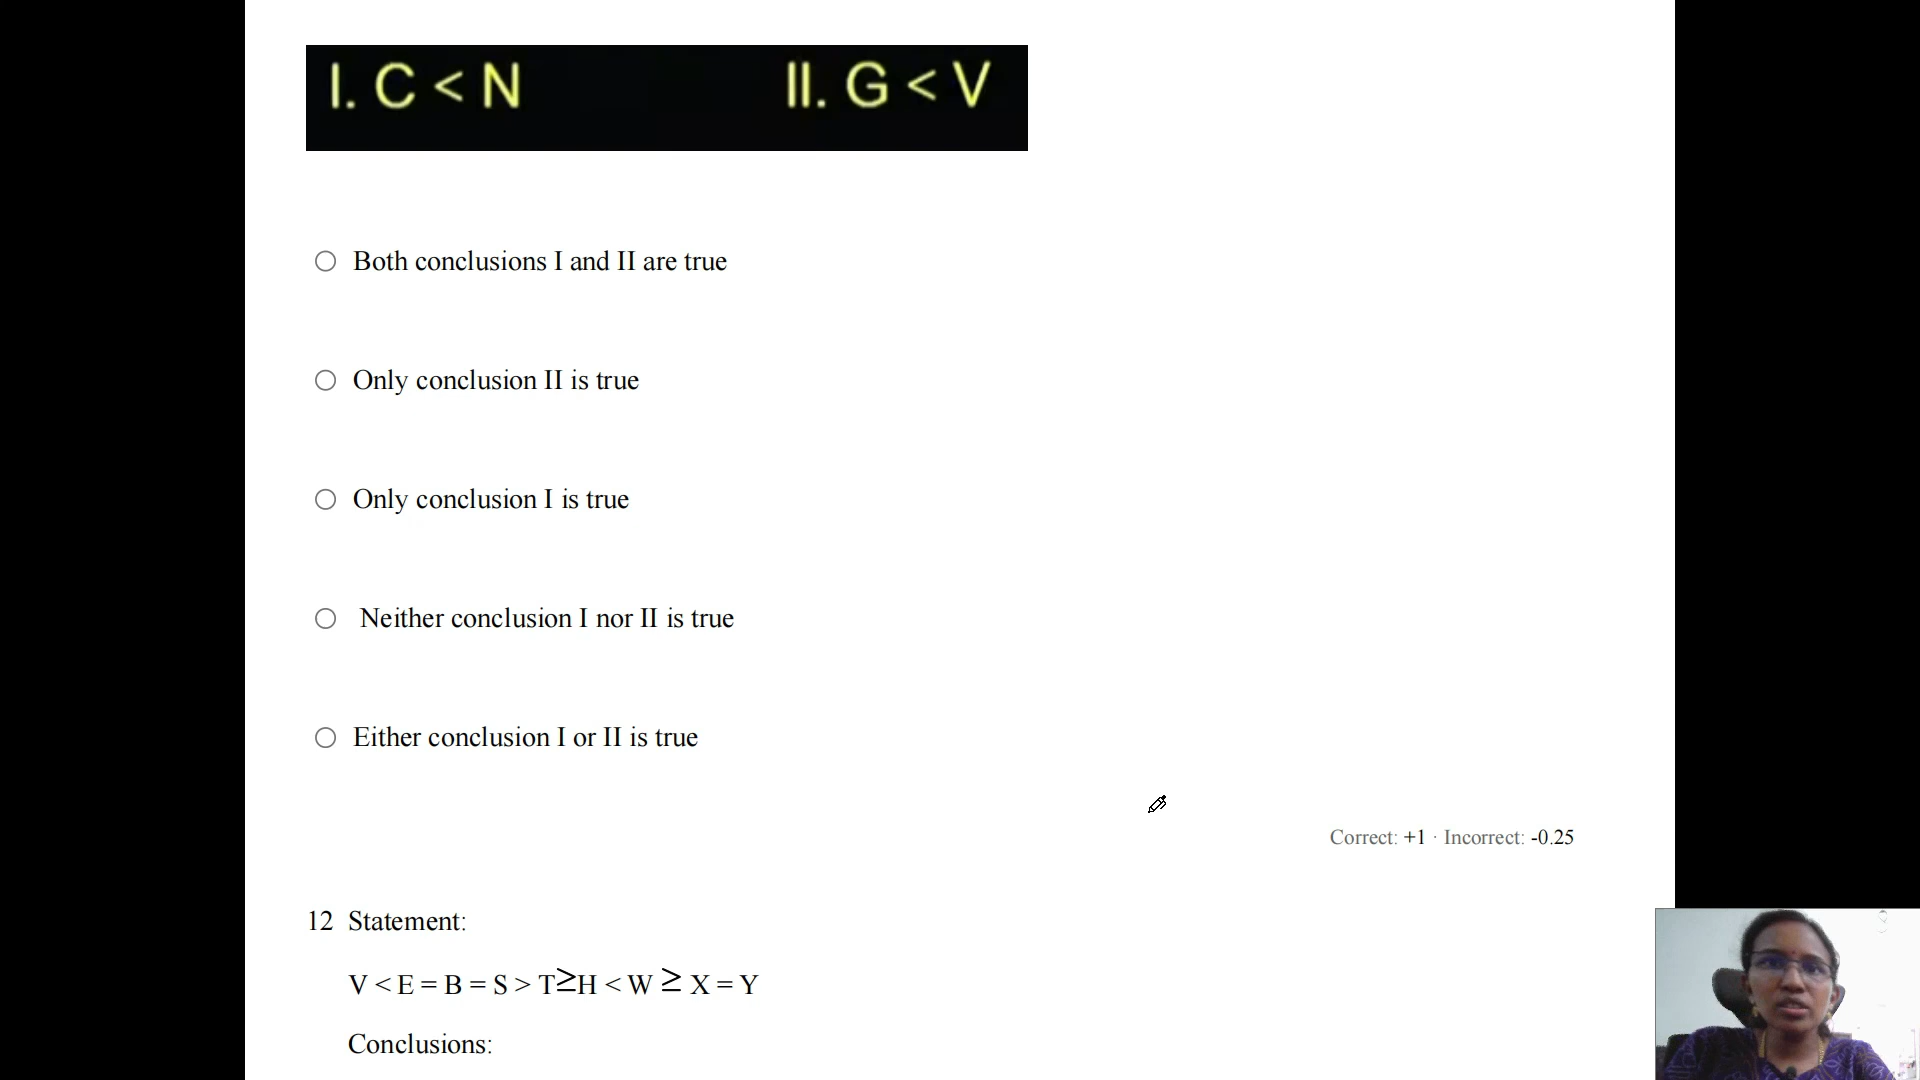 I. C < N II. G < V
Both conclusions I and II are true
Only conclusion II is true
Only conclusion I is true
Neither conclusion I nor II is true
Either conclusion I or II is true
Correct: +1 · Incorrect: -0.25
12 Statement:
V < E = B = S > T≥H < W ≥ X = Y
Conclusions: